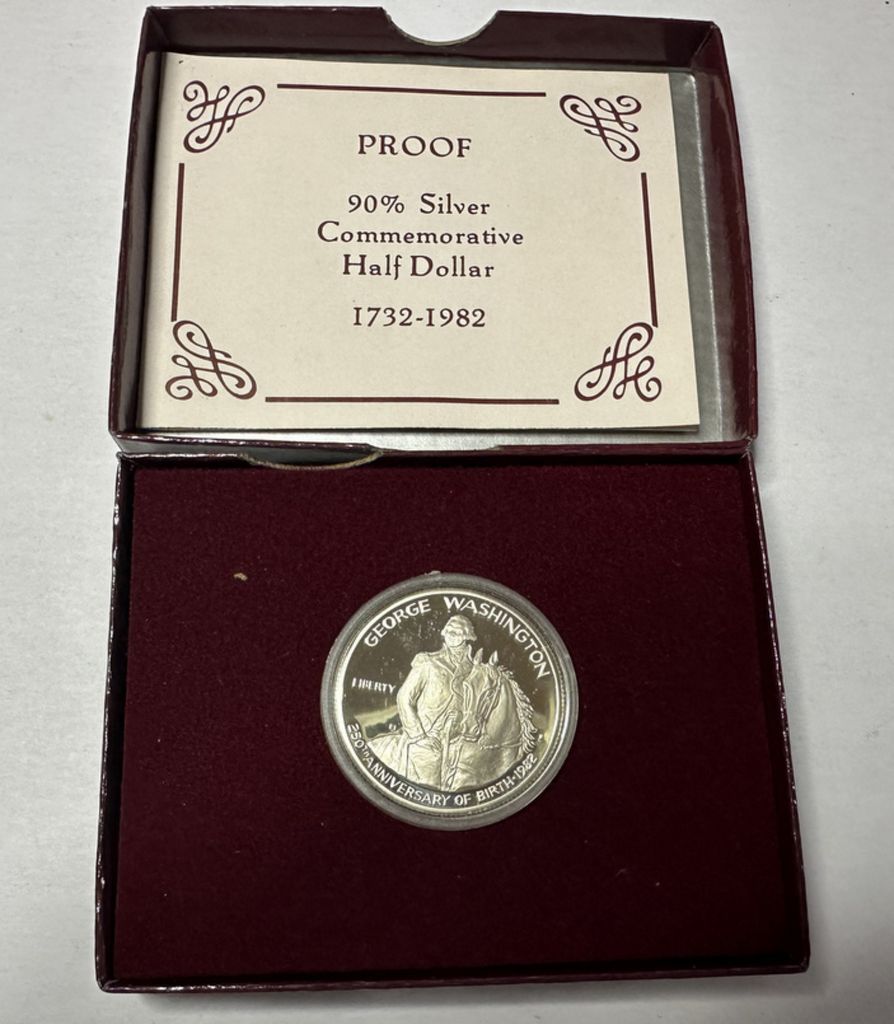 PROOF
90% Silver
Commemorative
Half Dollar
1732-1982
GEORGE WASHINGTON
LIBERTY
250TH ANNIVERSARY OF BIRTH-1982